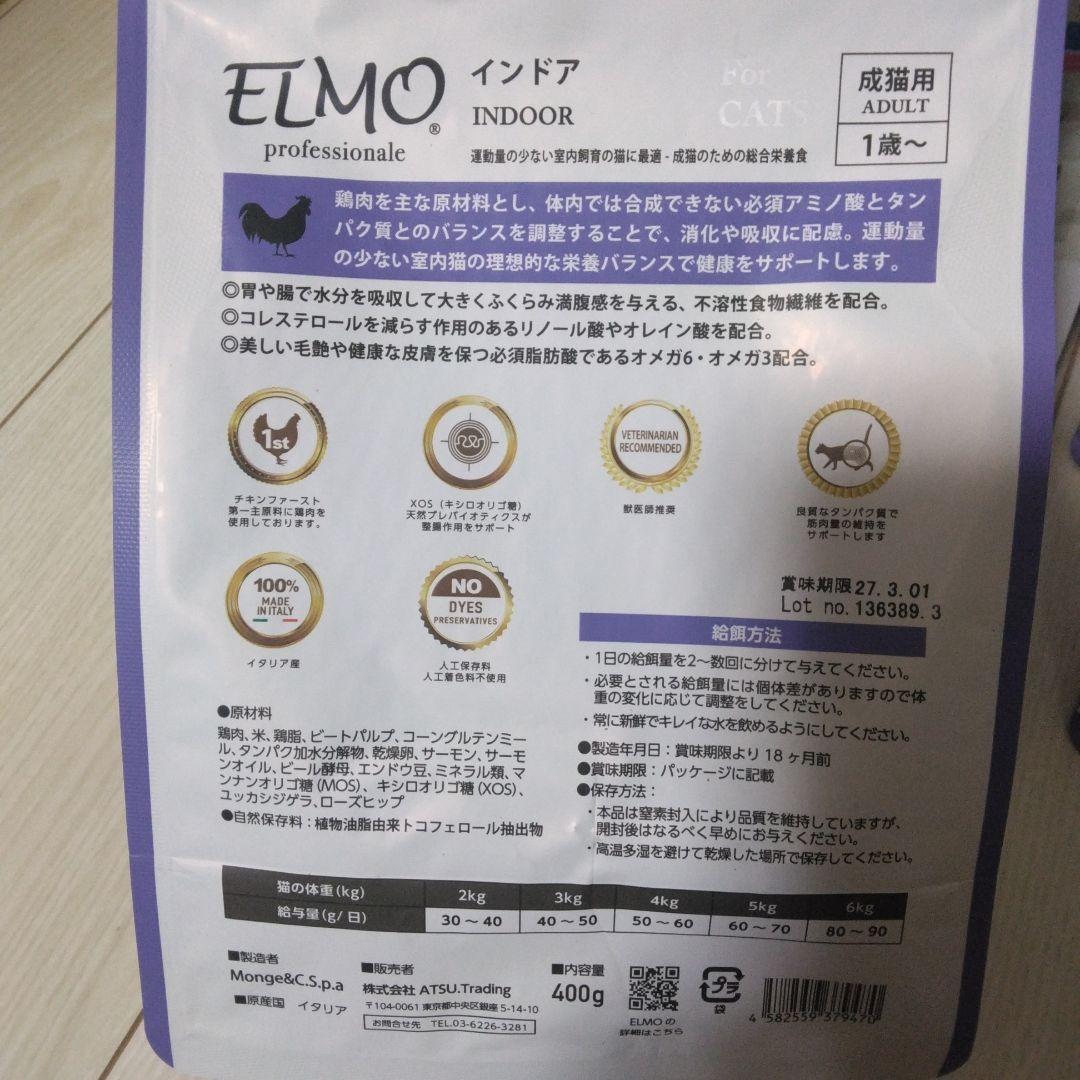 ELMO®
professionale
インドア
INDOOR
For
CATS
成猫用
ADULT
1歳～
運動量の少ない室内飼育の猫に最適 - 成猫のための総合栄養食
鶏肉を主な原材料とし、体内では合成できない必須アミノ酸とタン
パク質とのバランスを調整することで、消化や吸収に配慮。運動量
の少ない室内猫の理想的な栄養バランスで健康をサポートします。
◎胃や腸で水分を吸収して大きくふくらみ満腹感を与える、不溶性食物繊維を配合。
◎コレステロールを減らす作用のあるリノール酸やオレイン酸を配合。
◎美しい毛艶や健康な皮膚を保つ必須脂肪酸であるオメガ6・オメガ3配合。
1st
チキンファースト
第一主原料に鶏肉を
使用しております。
XOS（キシロオリゴ糖）
天然プレバイオティクスが
整腸作用をサポート
VETERINARIAN
RECOMMENDED
獣医師推奨
良質なタンパク質で
筋肉量の維持を
サポートします
100%
MADE
IN ITALY
イタリア産
NO
DYES
PRESERVATIVES
人工保存料
人工着色料不使用
賞味期限27.3.01
Lot no.136389.3
給餌方法
・1日の給餌量を2～数回に分けて与えてください。
・必要とされる給餌量には個体差がありますので体
重の変化に応じて調整をしてください。
・常に新鮮でキレイな水を飲めるようにしてください。
●製造年月日：賞味期限より18ヶ月前
●賞味期限：パッケージに記載
●保存方法：
・本品は窒素封入により品質を維持していますが、
開封後はなるべく早めにお与えください。
・高温多湿を避けて乾燥した場所で保存してください。
●原材料
鶏肉、米、鶏脂、ビートパルプ、コーングルテンミー
ル、タンパク加水分解物、乾燥卵、サーモン、サーモ
ンオイル、ビール酵母、エンドウ豆、ミネラル類、マ
ンナンオリゴ糖（MOS）、キシロオリゴ糖（XOS）、
ユッカシジゲラ、ローズヒップ
●自然保存料：植物油脂由来トコフェロール抽出物
猫の体重（kg） 2kg 3kg 4kg 5kg 6kg
給与量（g/日） 30～40 40～50 50～60 60～70 80～90
■製造者
Monge&C.S.p.a
■原産国 イタリア
■販売者
株式会社 ATSU.Trading
〒104-0061 東京都中央区銀座5-14-10
お問合せ先 TEL.03-6226-3281
■内容量
400g
ELMOの
詳細はこちら
プラ
袋
4 582559 379470